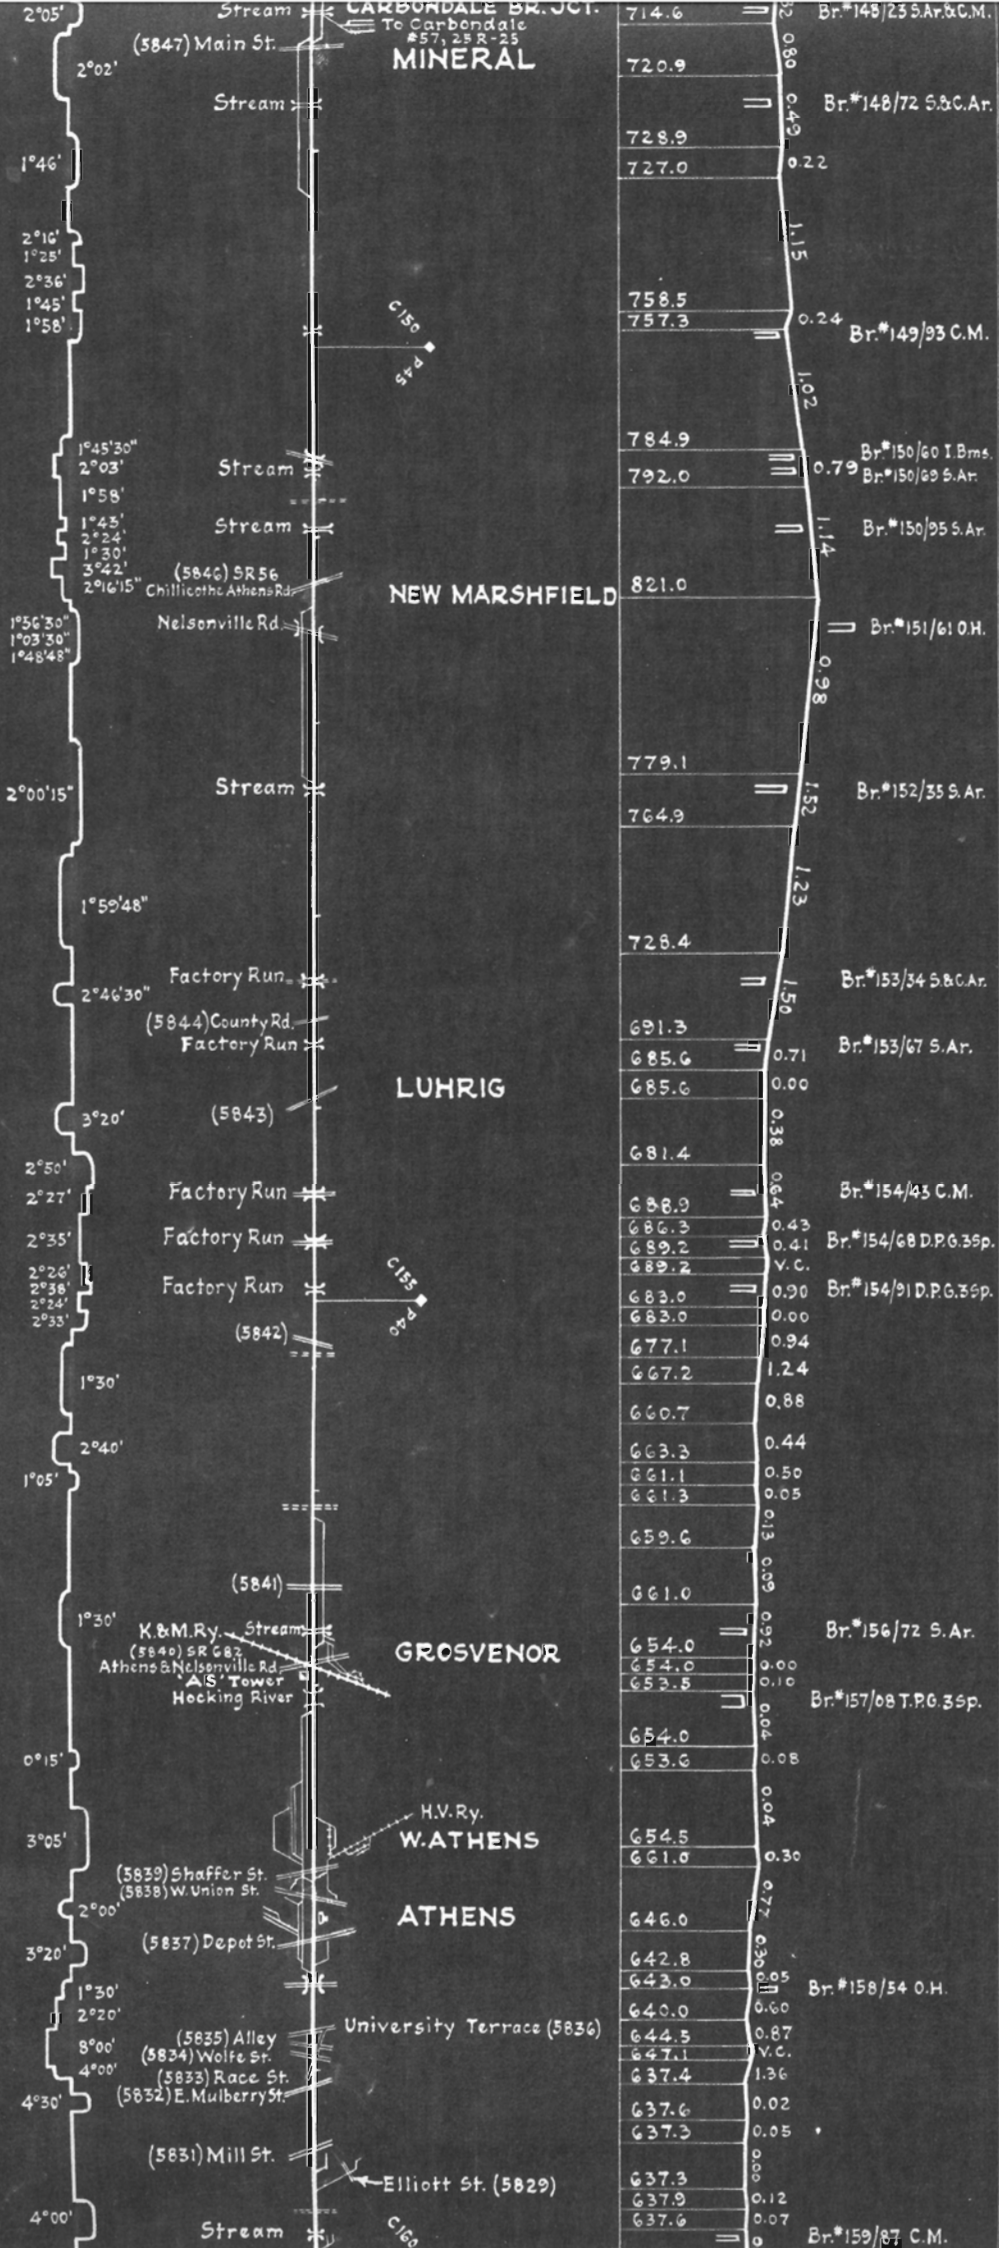 2°05' Stream CARBONDALE BR. JCT. 714.6 Br.#148/23 S.Ar.&C.M.
To Carbondale
#57, 25 R-25
(5847) Main St. MINERAL 0.80
2°02' 720.9
Stream 0.49 Br.#148/72 S.&C.Ar.
728.9
1°46' 727.0 0.22
2°16' 1.15
1°25'
2°36'
1°45' 758.5
1°58' C150 757.3 0.24 Br.#149/93 C.M.
P45 1.02
1°45'30" 784.9 Br.#150/60 I.Bms.
2°03' Stream 792.0 0.79 Br.#150/69 S.Ar.
1°58'
1°43' Stream 1.14 Br.#150/95 S.Ar.
2°24'
1°30'
3°42' (5846) SR56
2°16'15" Chillicothe Athens Rd. NEW MARSHFIELD 821.0
1°36'30" Nelsonville Rd. Br.#151/61 O.H.
1°03'30"
1°48'48" 0.98
779.1
2°00'15" Stream 1.52 Br.#152/35 S.Ar.
764.9
1°59'48" 1.23
728.4
Factory Run Br.#153/34 S.&C.Ar.
2°46'30" 1.50
(5844) County Rd. 691.3
Factory Run 685.6 0.71 Br.#153/67 S.Ar.
LUHRIG 685.6 0.00
3°20' (5843) 0.38
2°50' 681.4
2°27' Factory Run 688.9 0.64 Br.#154/43 C.M.
686.3 0.43
2°35' Factory Run 689.2 0.41 Br.#154/68 D.P.G.3Sp.
2°26' 689.2 V.C.
2°38' Factory Run C155 683.0 0.90 Br.#154/91 D.P.G.3Sp.
2°24' P40 683.0 0.00
2°33' (5842) 677.1 0.94
1°30' 667.2 1.24
660.7 0.88
2°40' 663.3 0.44
1°05' 661.1 0.50
661.3 0.05
659.6 0.13
(5841) 661.0 0.09
1°30' K.&M.Ry. Stream 654.0 0.92 Br.#156/72 S.Ar.
(5840) SR 682 GROSVENOR
Athens & Nelsonville Rd. 654.0 0.00
'AS' Tower 653.5 0.10
Hocking River Br.#157/08 T.P.G.3Sp.
654.0 0.04
0°15' 653.6 0.08
H.V.Ry. 0.04
3°05' W.ATHENS 654.5
661.0 0.30
(5839) Shaffer St.
(5838) W.Union St.
2°00' ATHENS 646.0 0.77
3°20' (5837) Depot St. 642.8 0.30
1°30' 643.0 0.05 Br.#158/54 O.H.
2°20' University Terrace (5836) 640.0 0.60
8°00' (5835) Alley 644.5 0.87
(5834) Wolfe St. 647.1 V.C.
4°00' (5833) Race St. 637.4 1.36
4°30' (5832) E.Mulberry St. 637.6 0.02
637.3 0.05
(5831) Mill St. 637.3 0.00
Elliott St. (5829) 637.9 0.12
4°00' 637.6 0.07
Stream C160 0 Br.#159/87 C.M.